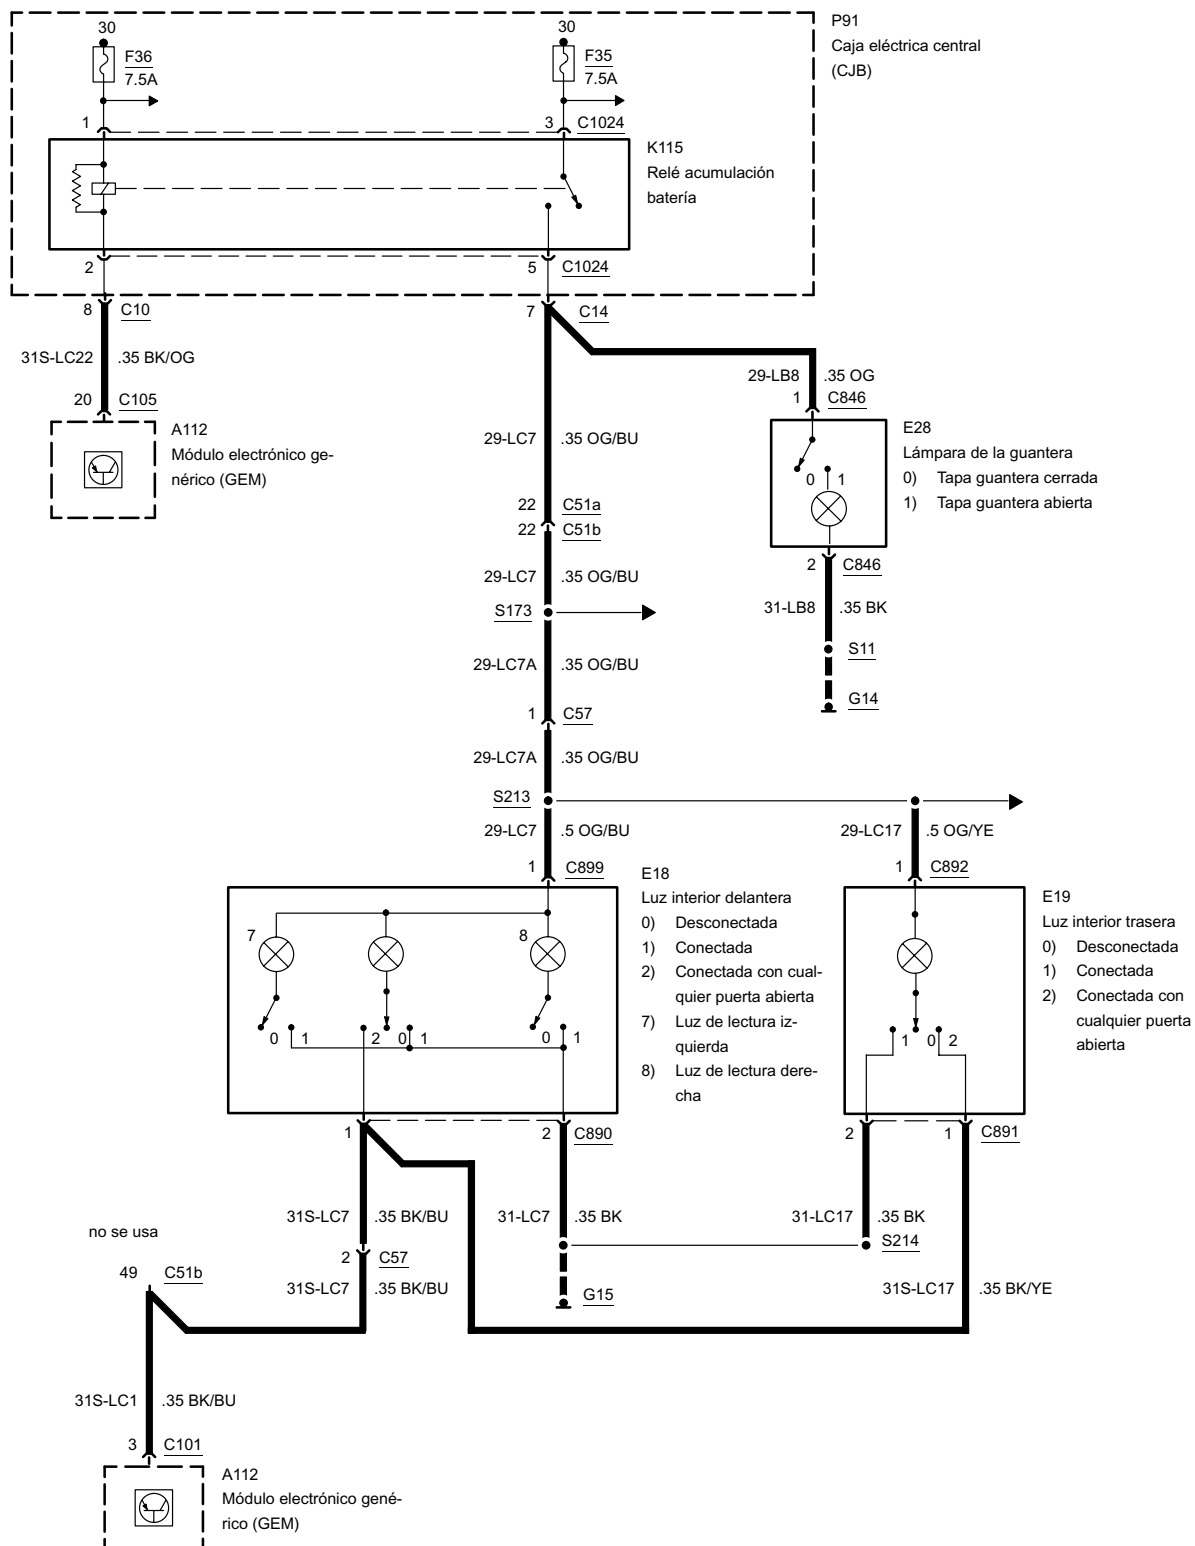 P91
Caja eléctrica central
(CJB)
30
30
F36
7.5A
F35
7.5A
1
3
C1024
K115
Relé acumulación
batería
2
5
C1024
8
C10
7
C14
31S-LC22
.35 BK/OG
29-LB8
.35 OG
20
C105
1
C846
A112
Módulo electrónico ge-
nérico (GEM)
29-LC7
.35 OG/BU
E28
Lámpara de la guantera
0) Tapa guantera cerrada
1) Tapa guantera abierta
0
1
22
C51a
22
C51b
2
C846
29-LC7
.35 OG/BU
31-LB8
.35 BK
S173
S11
29-LC7A
.35 OG/BU
G14
1
C57
29-LC7A
.35 OG/BU
S213
29-LC7
.5 OG/BU
29-LC17
.5 OG/YE
1
C899
1
C892
E18
Luz interior delantera
0) Desconectada
1) Conectada
2) Conectada con cual-
quier puerta abierta
7) Luz de lectura iz-
quierda
8) Luz de lectura dere-
cha
E19
Luz interior trasera
0) Desconectada
1) Conectada
2) Conectada con
cualquier puerta
abierta
7
8
0
1
2
0
1
0
1
1
0
2
1
2
C890
2
1
C891
31S-LC7
.35 BK/BU
31-LC7
.35 BK
31-LC17
.35 BK
no se usa
S214
2
C57
49
C51b
31S-LC7
.35 BK/BU
G15
31S-LC17
.35 BK/YE
31S-LC1
.35 BK/BU
3
C101
A112
Módulo electrónico gené-
rico (GEM)